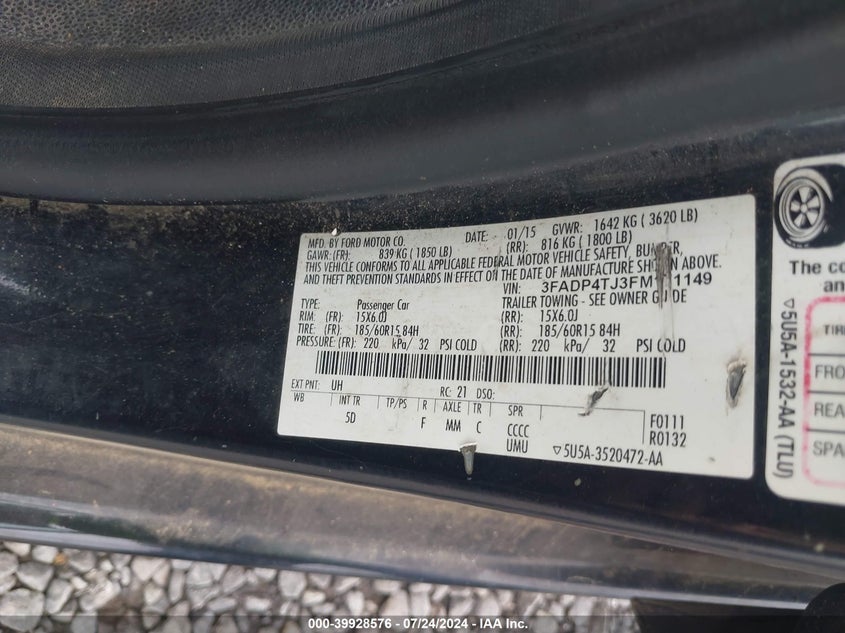 MFD. BY FORD MOTOR CO. DATE: 01/15 GVWR: 1642 KG ( 3620 LB)
GAWR: (FR): 839 KG ( 1850 LB) (RR): 816 KG ( 1800 LB)
THIS VEHICLE CONFORMS TO ALL APPLICABLE FEDERAL MOTOR VEHICLE SAFETY, BUMPER,
AND THEFT PREVENTION STANDARDS IN EFFECT ON THE DATE OF MANUFACTURE SHOWN ABOVE.
VIN:
TYPE: Passenger Car TRAILER TOWING - SEE OWNER GUIDE
RIM: (FR): 15X6.0J (RR): 15X6.0J
TIRE: (FR): 185/60R15 84H (RR): 185/60R15 84H
PRESSURE: (FR): 220 kPa/ 32 PSI COLD (RR): 220 kPa/ 32 PSI COLD
EXT PNT: UH RC: 21 DSO:
WB INT TR TP/PS R AXLE TR SPR
5D F MM C CCCC F0111
UMU R0132
▽5U5A-3520472-AA
The co
TIR
FRO
REA
SPA
▽5U5A-1532-AA (TLU)
000-39928576 — 07/24/2024 — IAA Inc.